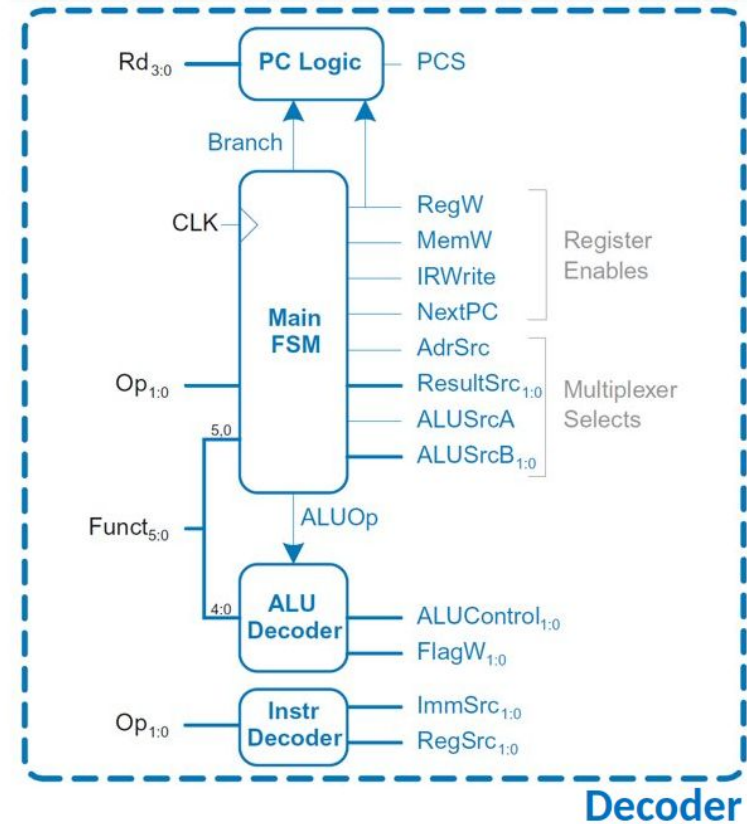 Rd3:0
PC Logic
PCS
Branch
CLK
RegW
MemW
IRWrite
NextPC
Register
Enables
Main
FSM
AdrSrc
Op1:0
ResultSrc1:0
ALUSrcA
ALUSrcB1:0
Multiplexer
Selects
5,0
Funct5:0
ALUOp
4:0
ALU
Decoder
ALUControl1:0
FlagW1:0
Op1:0
Instr
Decoder
ImmSrc1:0
RegSrc1:0
Decoder